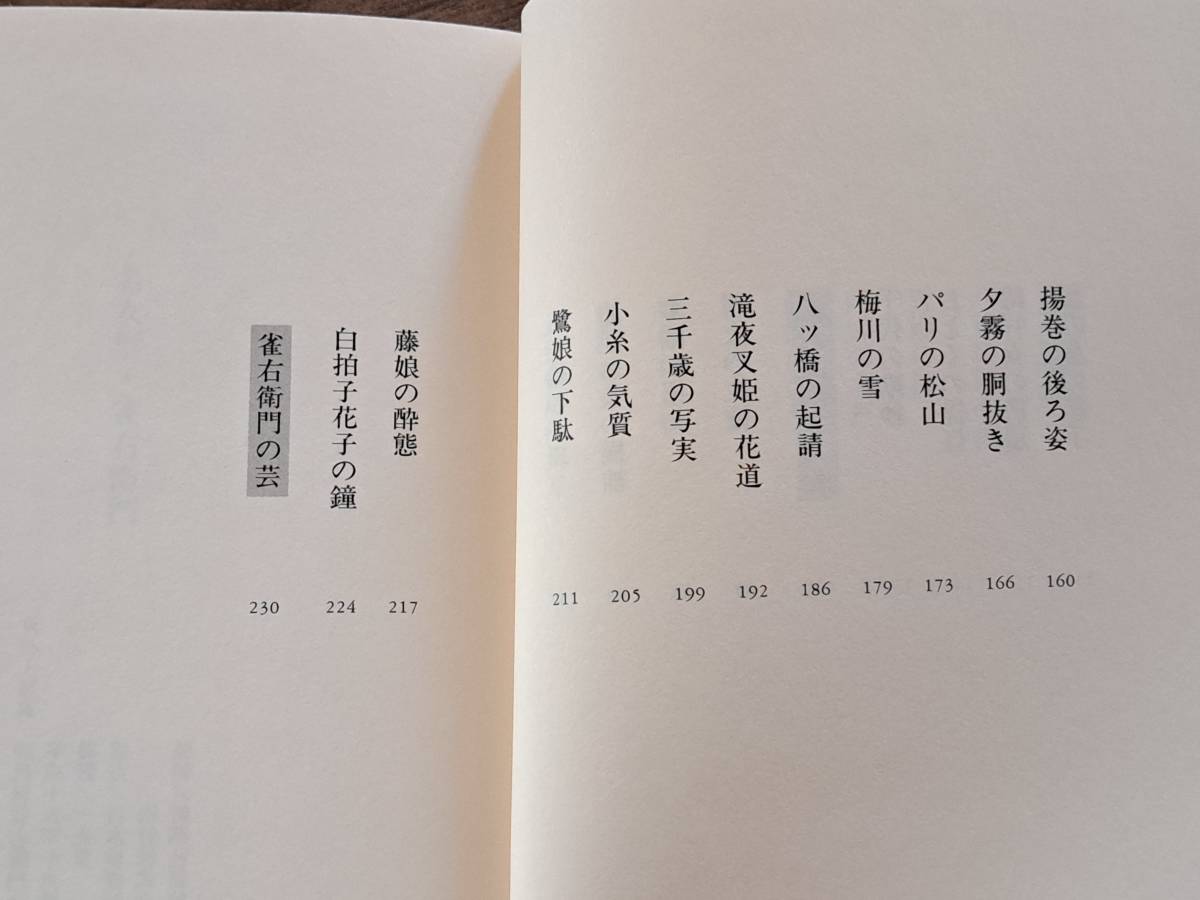 揚巻の後ろ姿 160
夕霧の胴抜き 166
パリの松山 173
梅川の雪 179
八ッ橋の起請 186
滝夜叉姫の花道 192
三千歳の写実 199
小糸の気質 205
鷺娘の下駄 211
藤娘の酔態 217
白拍子花子の鐘 224
雀右衛門の芸 230